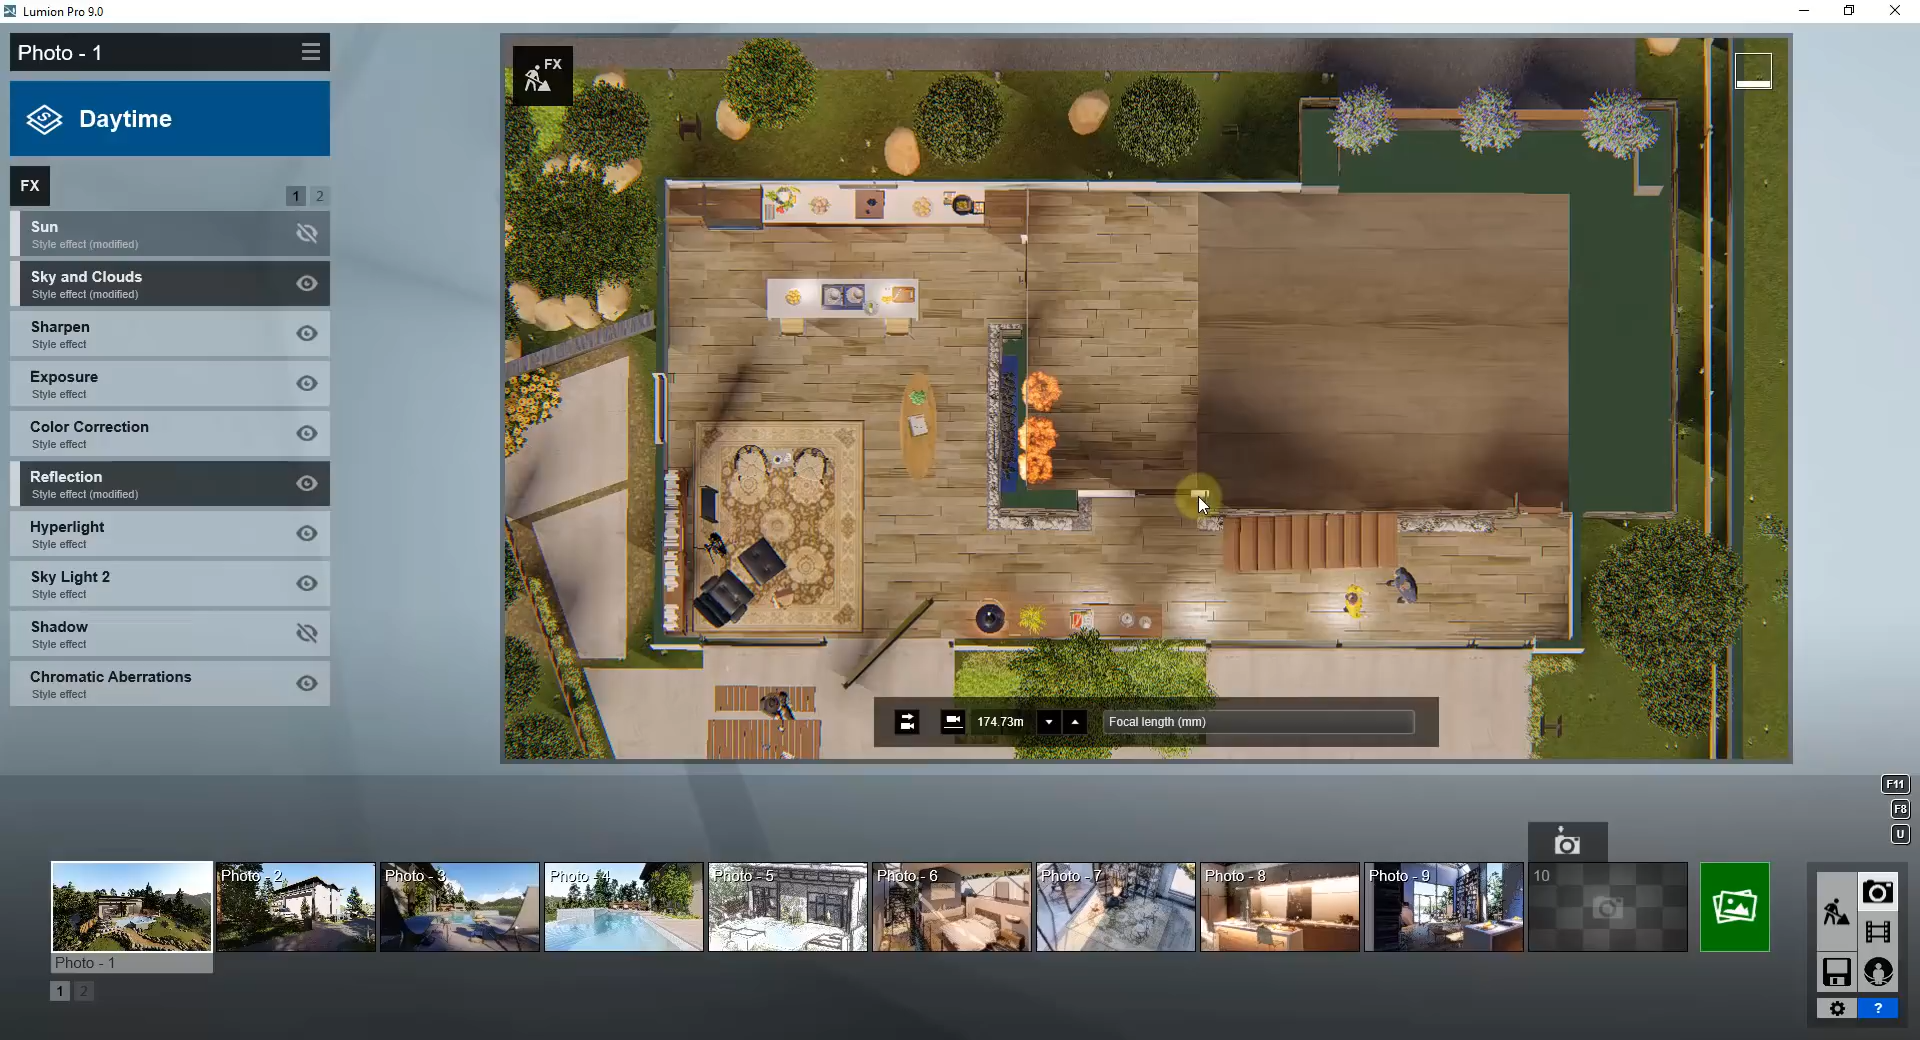 Lumion Pro 9.0
Photo - 1
Daytime
FX
1 2
Sun
Style effect (modified)
Sky and Clouds
Style effect (modified)
Sharpen
Style effect
Exposure
Style effect
Color Correction
Style effect
Reflection
Style effect (modified)
Hyperlight
Style effect
Sky Light 2
Style effect
Shadow
Style effect
Chromatic Aberrations
Style effect
FX
174.73m
Focal length (mm)
F11
F8
U
Photo - 2
Photo - 3
Photo - 4
Photo - 5
Photo - 6
Photo - 7
Photo - 8
Photo - 9
10
Photo - 1
1 2
?